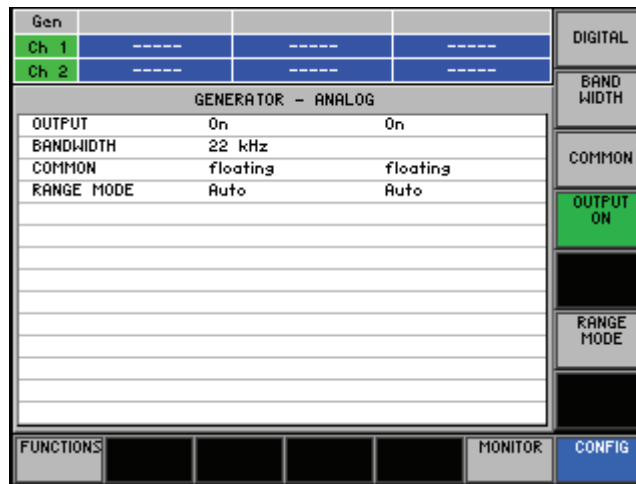 Gen
Ch 1 ----- ----- -----
Ch 2 ----- ----- -----
GENERATOR - ANALOG
OUTPUT On On
BANDWIDTH 22 kHz
COMMON floating floating
RANGE MODE Auto Auto
DIGITAL
BAND
WIDTH
COMMON
OUTPUT
ON
RANGE
MODE
FUNCTIONS MONITOR CONFIG